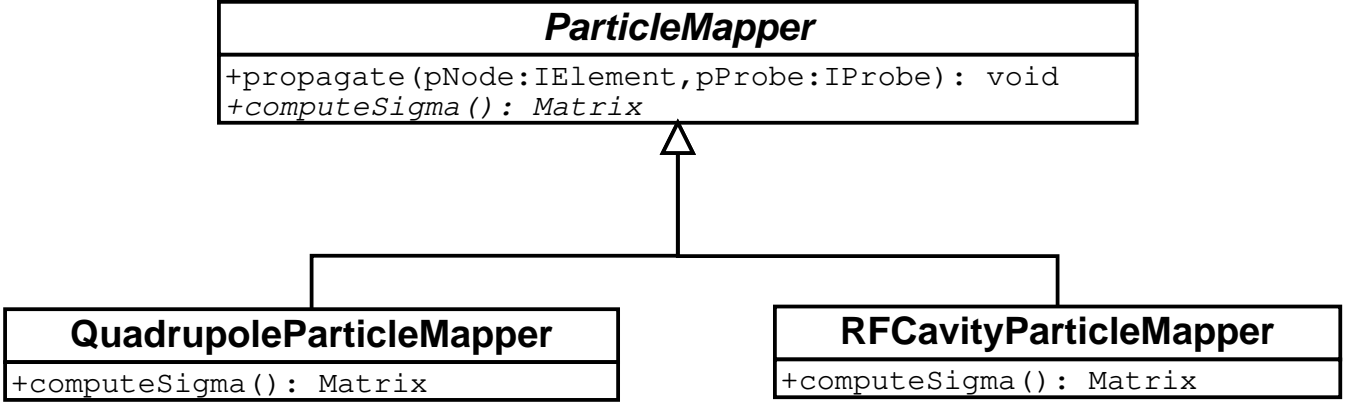 ParticleMapper
+propagate(pNode:IElement,pProbe:IProbe): void
+computeSigma(): Matrix
QuadrupoleParticleMapper
+computeSigma(): Matrix
RFCavityParticleMapper
+computeSigma(): Matrix